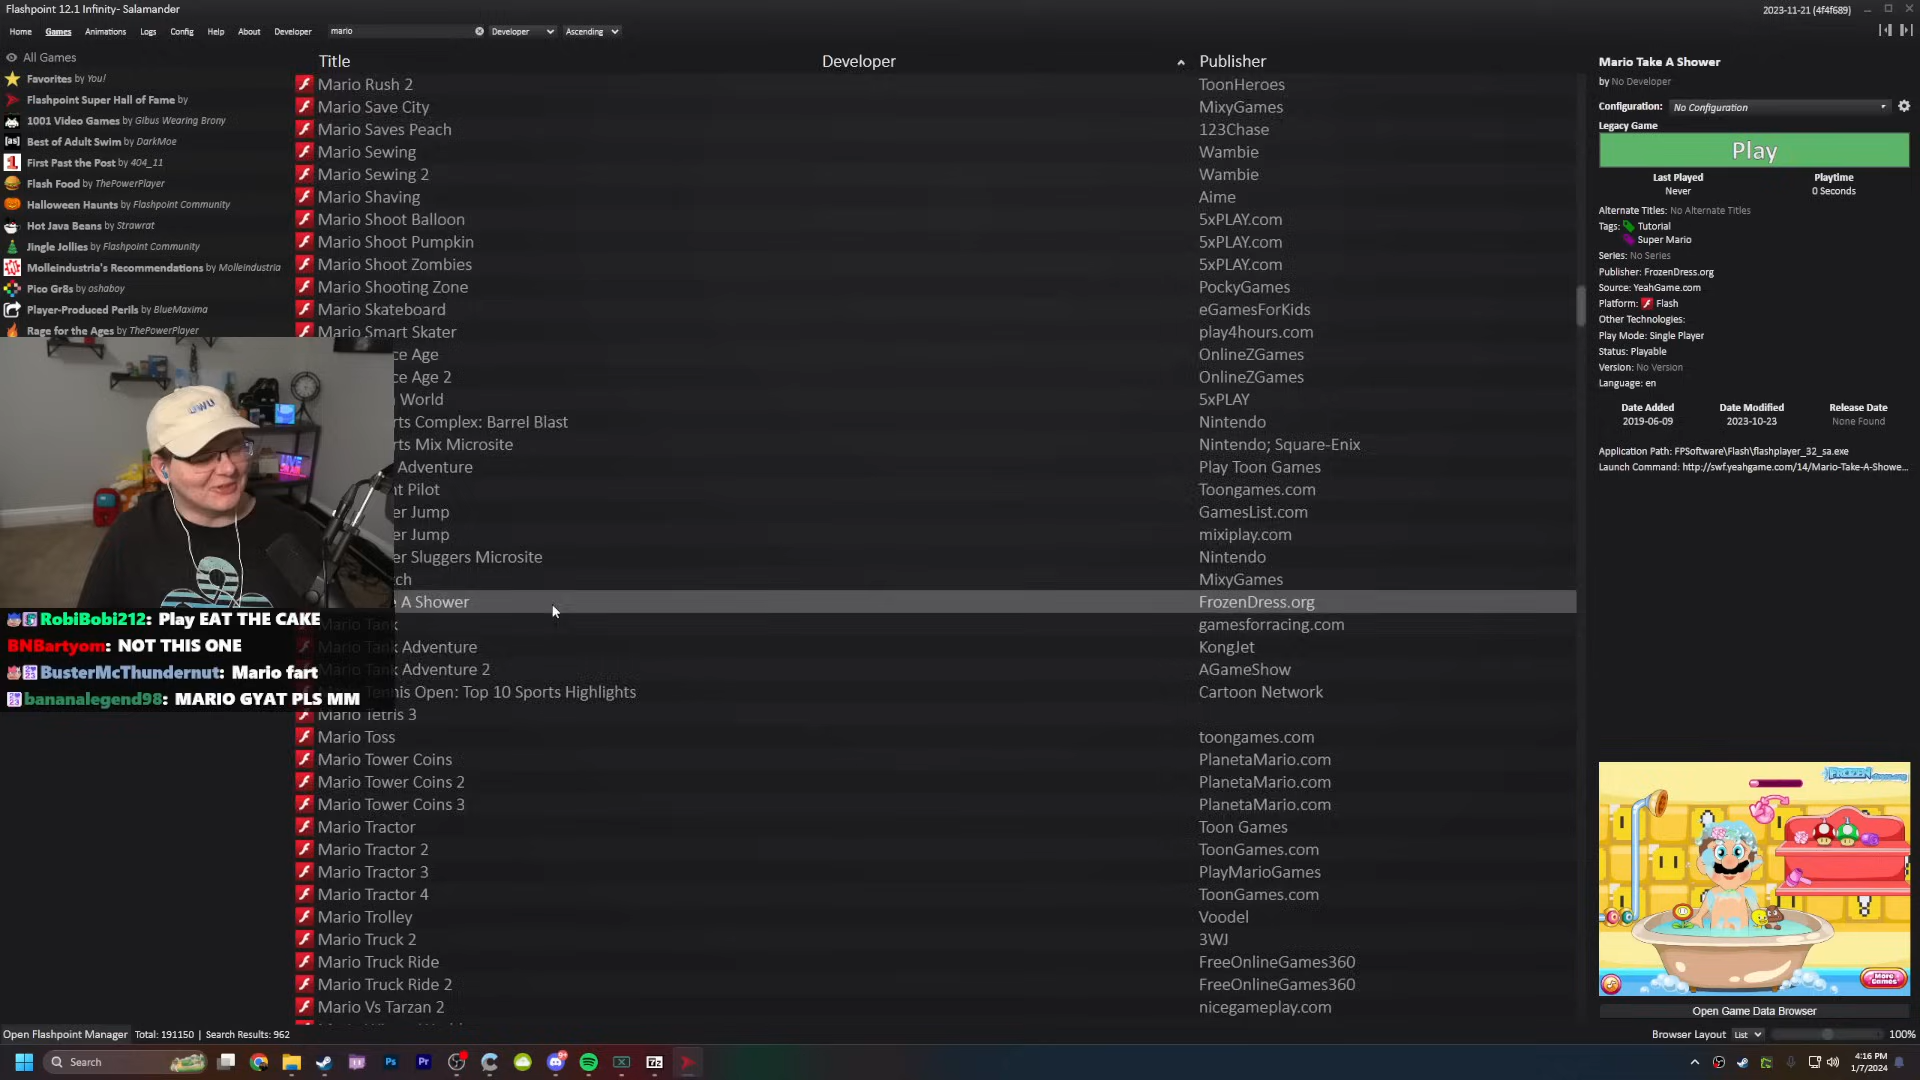 Flashpoint 12.1 Infinity- Salamander
2023-11-21 (4f4f689)
Home Games Animations Logs Config Help About Developer mario Developer Ascending
All Games
Favorites by You!
Flashpoint Super Hall of Fame by
1001 Video Games by Gibus Wearing Brony
Best of Adult Swim by DarkMoe
First Past the Post by 404_11
Flash Food by ThePowerPlayer
Halloween Haunts by Flashpoint Community
Hot Java Beans by Strawrat
Jingle Jollies by Flashpoint Community
Molleindustria's Recommendations by Molleindustria
Pico Gr8s by oshaboy
Player-Produced Perils by BlueMaxima
Rage for the Ages by ThePowerPlayer
Title Developer Publisher
Mario Rush 2 ToonHeroes
Mario Save City MixyGames
Mario Saves Peach 123Chase
Mario Sewing Wambie
Mario Sewing 2 Wambie
Mario Shaving Aime
Mario Shoot Balloon 5xPLAY.com
Mario Shoot Pumpkin 5xPLAY.com
Mario Shoot Zombies 5xPLAY.com
Mario Shooting Zone PockyGames
Mario Skateboard eGamesForKids
Mario Smart Skater play4hours.com
ce Age OnlineZGames
ce Age 2 OnlineZGames
World 5xPLAY
rts Complex: Barrel Blast Nintendo
rts Mix Microsite Nintendo; Square-Enix
Adventure Play Toon Games
nt Pilot Toongames.com
er Jump GamesList.com
er Jump mixiplay.com
er Sluggers Microsite Nintendo
ch MixyGames
A Shower FrozenDress.org
Mario Tank gamesforracing.com
Mario Tank Adventure KongJet
Mario Tank Adventure 2 AGameShow
Tennis Open: Top 10 Sports Highlights Cartoon Network
Mario Tetris 3
Mario Toss toongames.com
Mario Tower Coins PlanetaMario.com
Mario Tower Coins 2 PlanetaMario.com
Mario Tower Coins 3 PlanetaMario.com
Mario Tractor Toon Games
Mario Tractor 2 ToonGames.com
Mario Tractor 3 PlayMarioGames
Mario Tractor 4 ToonGames.com
Mario Trolley Voodel
Mario Truck 2 3WJ
Mario Truck Ride FreeOnlineGames360
Mario Truck Ride 2 FreeOnlineGames360
Mario Vs Tarzan 2 nicegameplay.com
UWU
LIVE
RobiBobi212: Play EAT THE CAKE
BNBartyom: NOT THIS ONE
BusterMcThundernut: Mario fart
bananalegend98: MARIO GYAT PLS MM
Mario Take A Shower
by No Developer
Configuration: No Configuration
Legacy Game
Play
Last Played Playtime
Never 0 Seconds
Alternate Titles: No Alternate Titles
Tags: Tutorial
Super Mario
Series: No Series
Publisher: FrozenDress.org
Source: YeahGame.com
Platform: Flash
Other Technologies:
Play Mode: Single Player
Status: Playable
Version: No Version
Language: en
Date Added Date Modified Release Date
2019-06-09 2023-10-23 None Found
Application Path: FPSoftware\Flash\flashplayer_32_sa.exe
Launch Command: http://swf.yeahgame.com/14/Mario-Take-A-Showe...
FROZENdress.org
More Games
Open Game Data Browser
Open Flashpoint Manager Total: 191150 | Search Results: 962
Browser Layout List 100%
Search
Ps
Pr
7z
4:16 PM
1/7/2024